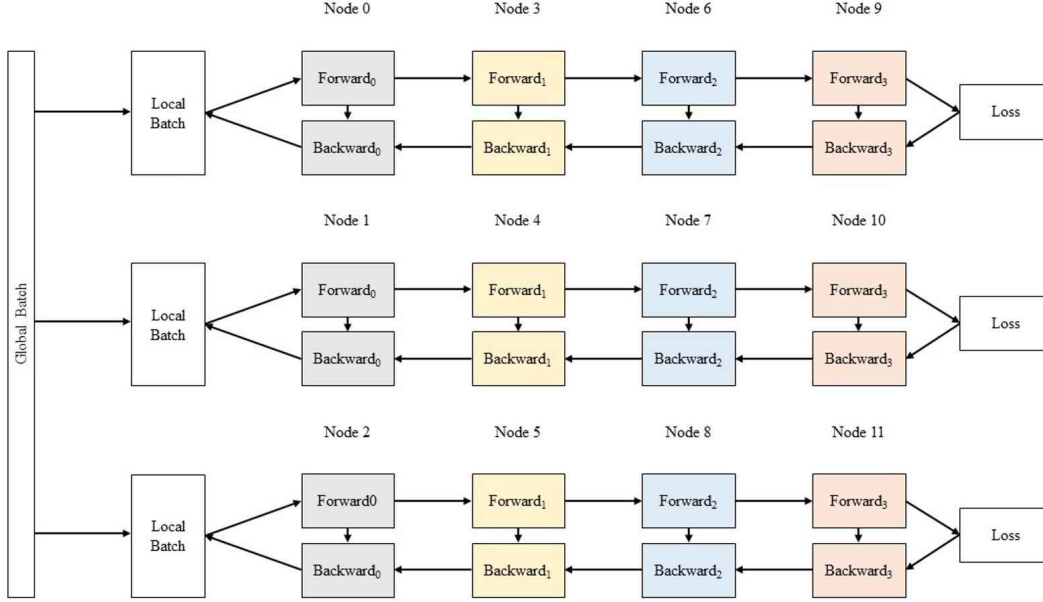 Node 0
Node 3
Node 6
Node 9
Local
Batch
Forward₀
Forward₁
Forward₂
Forward₃
Loss
Backward₀
Backward₁
Backward₂
Backward₃
Global Batch
Node 1
Node 4
Node 7
Node 10
Local
Batch
Forward₀
Forward₁
Forward₂
Forward₃
Loss
Backward₀
Backward₁
Backward₂
Backward₃
Node 2
Node 5
Node 8
Node 11
Local
Batch
Forward0
Forward₁
Forward₂
Forward₃
Loss
Backward₀
Backward₁
Backward₂
Backward₃